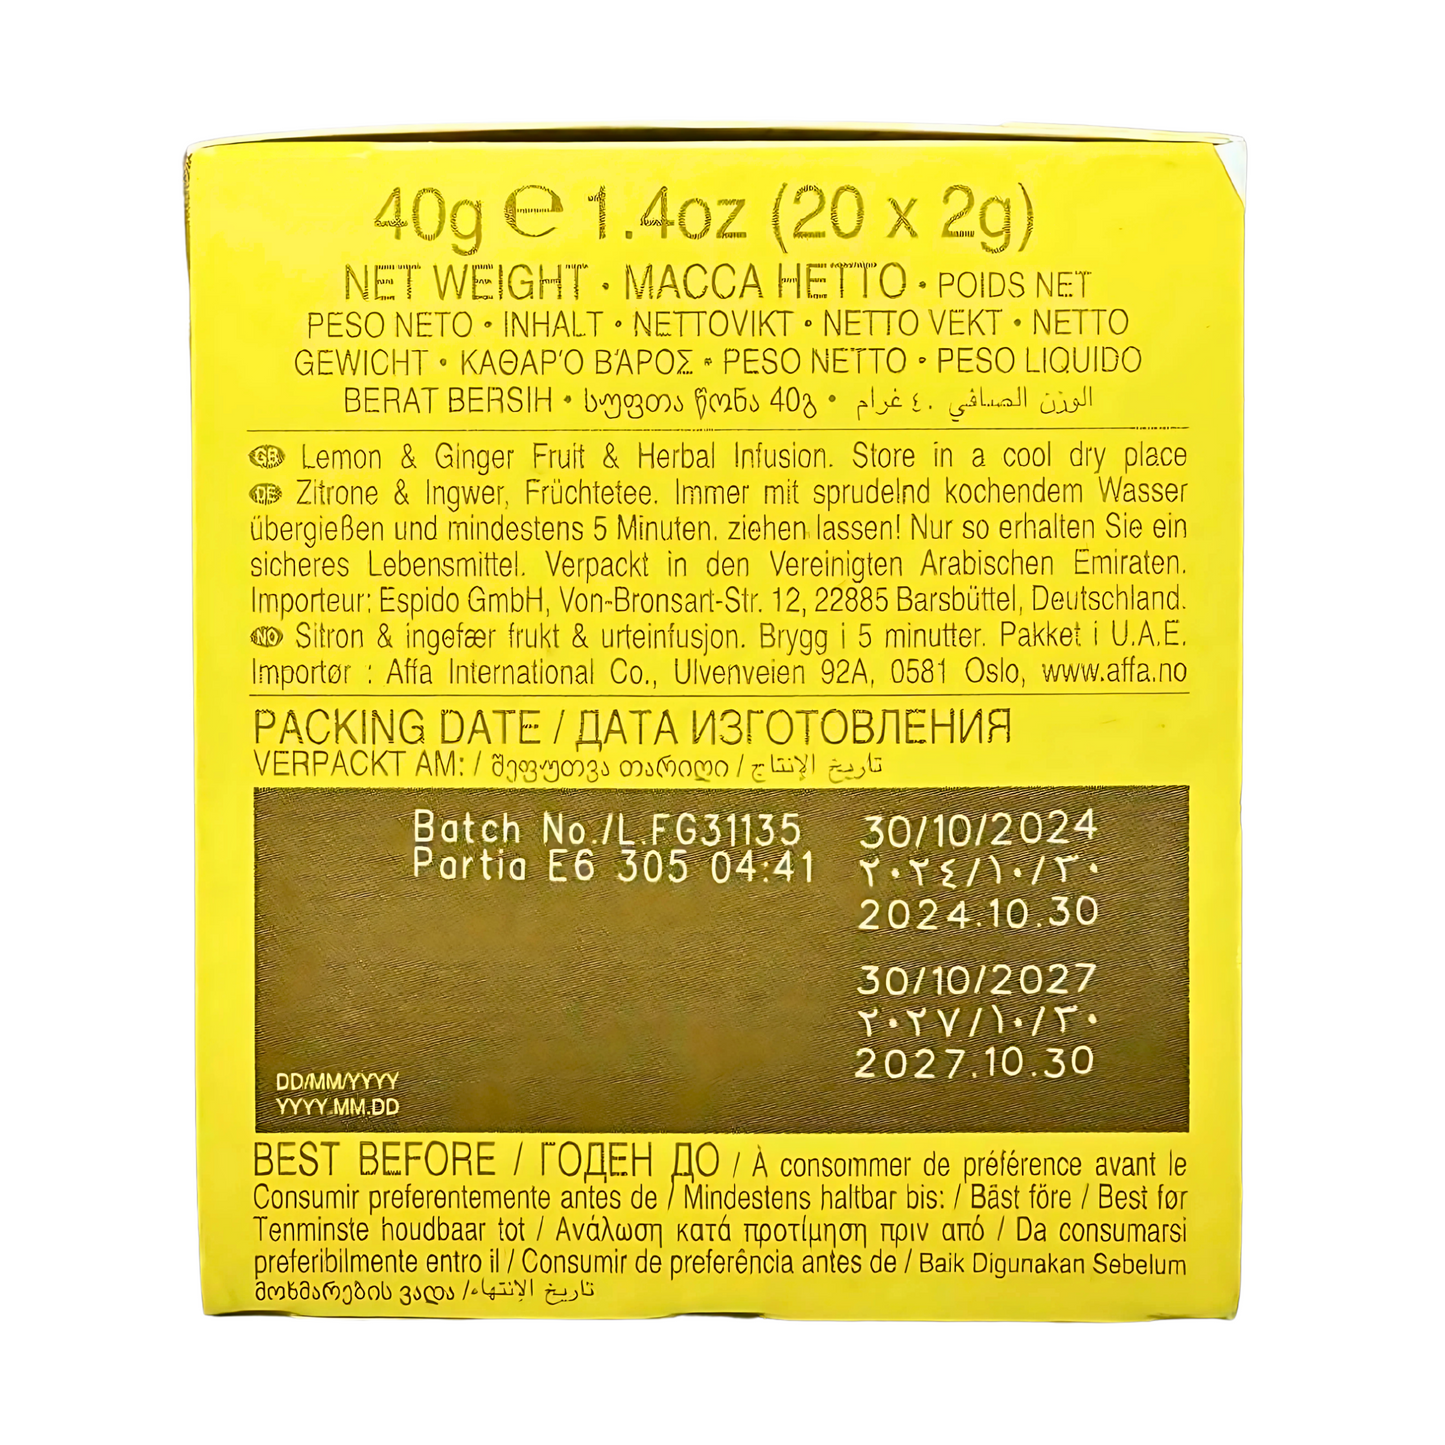 40g ℮ 1.4oz (20 x 2g)
NET WEIGHT • МАССА НЕТТО • POIDS NET
PESO NETO • INHALT • NETTOVIKT • NETTO VEKT • NETTO
GEWICHT • ΚΑΘΑΡ'Ο Β'ΑΡΟΣ • PESO NETTO • PESO LIQUIDO
BERAT BERSIH • სუფთა წონა 40გ • الوزن الصافي ٤٠ غرام
GB Lemon & Ginger Fruit & Herbal Infusion. Store in a cool dry place
DE Zitrone & Ingwer, Früchtetee. Immer mit sprudelnd kochendem Wasser
übergießen und mindestens 5 Minuten. ziehen lassen! Nur so erhalten Sie ein
sicheres Lebensmittel. Verpackt in den Vereinigten Arabischen Emiraten.
Importeur: Espido GmbH, Von-Bronsart-Str. 12, 22885 Barsbüttel, Deutschland.
NO Sitron & ingefær frukt & urteinfusjon. Brygg i 5 minutter. Pakket i U.A.E.
Importør : Affa International Co., Ulvenveien 92A, 0581 Oslo, www.affa.no
PACKING DATE / ДАТА ИЗГОТОВЛЕНИЯ
VERPACKT AM: / შეფუთვა თარიღი / تاريخ الإنتاج
Batch No./L.FG31135 30/10/2024
Partia E6 305 04:41 ٢٠٢٤/١٠/٣٠
2024.10.30
30/10/2027
٢٠٢٧/١٠/٣٠
2027.10.30
DD/MM/YYYY
YYYY.MM.DD
BEST BEFORE / ГОДЕН ДО / À consommer de préférence avant le
Consumir preferentemente antes de / Mindestens haltbar bis: / Bäst före / Best før
Tenminste houdbaar tot / Ανάλωση κατά προτίμηση πριν από / Da consumarsi
preferibilmente entro il / Consumir de preferência antes de / Baik Digunakan Sebelum
მოხმარების ვადა / تاريخ الإنتهاء